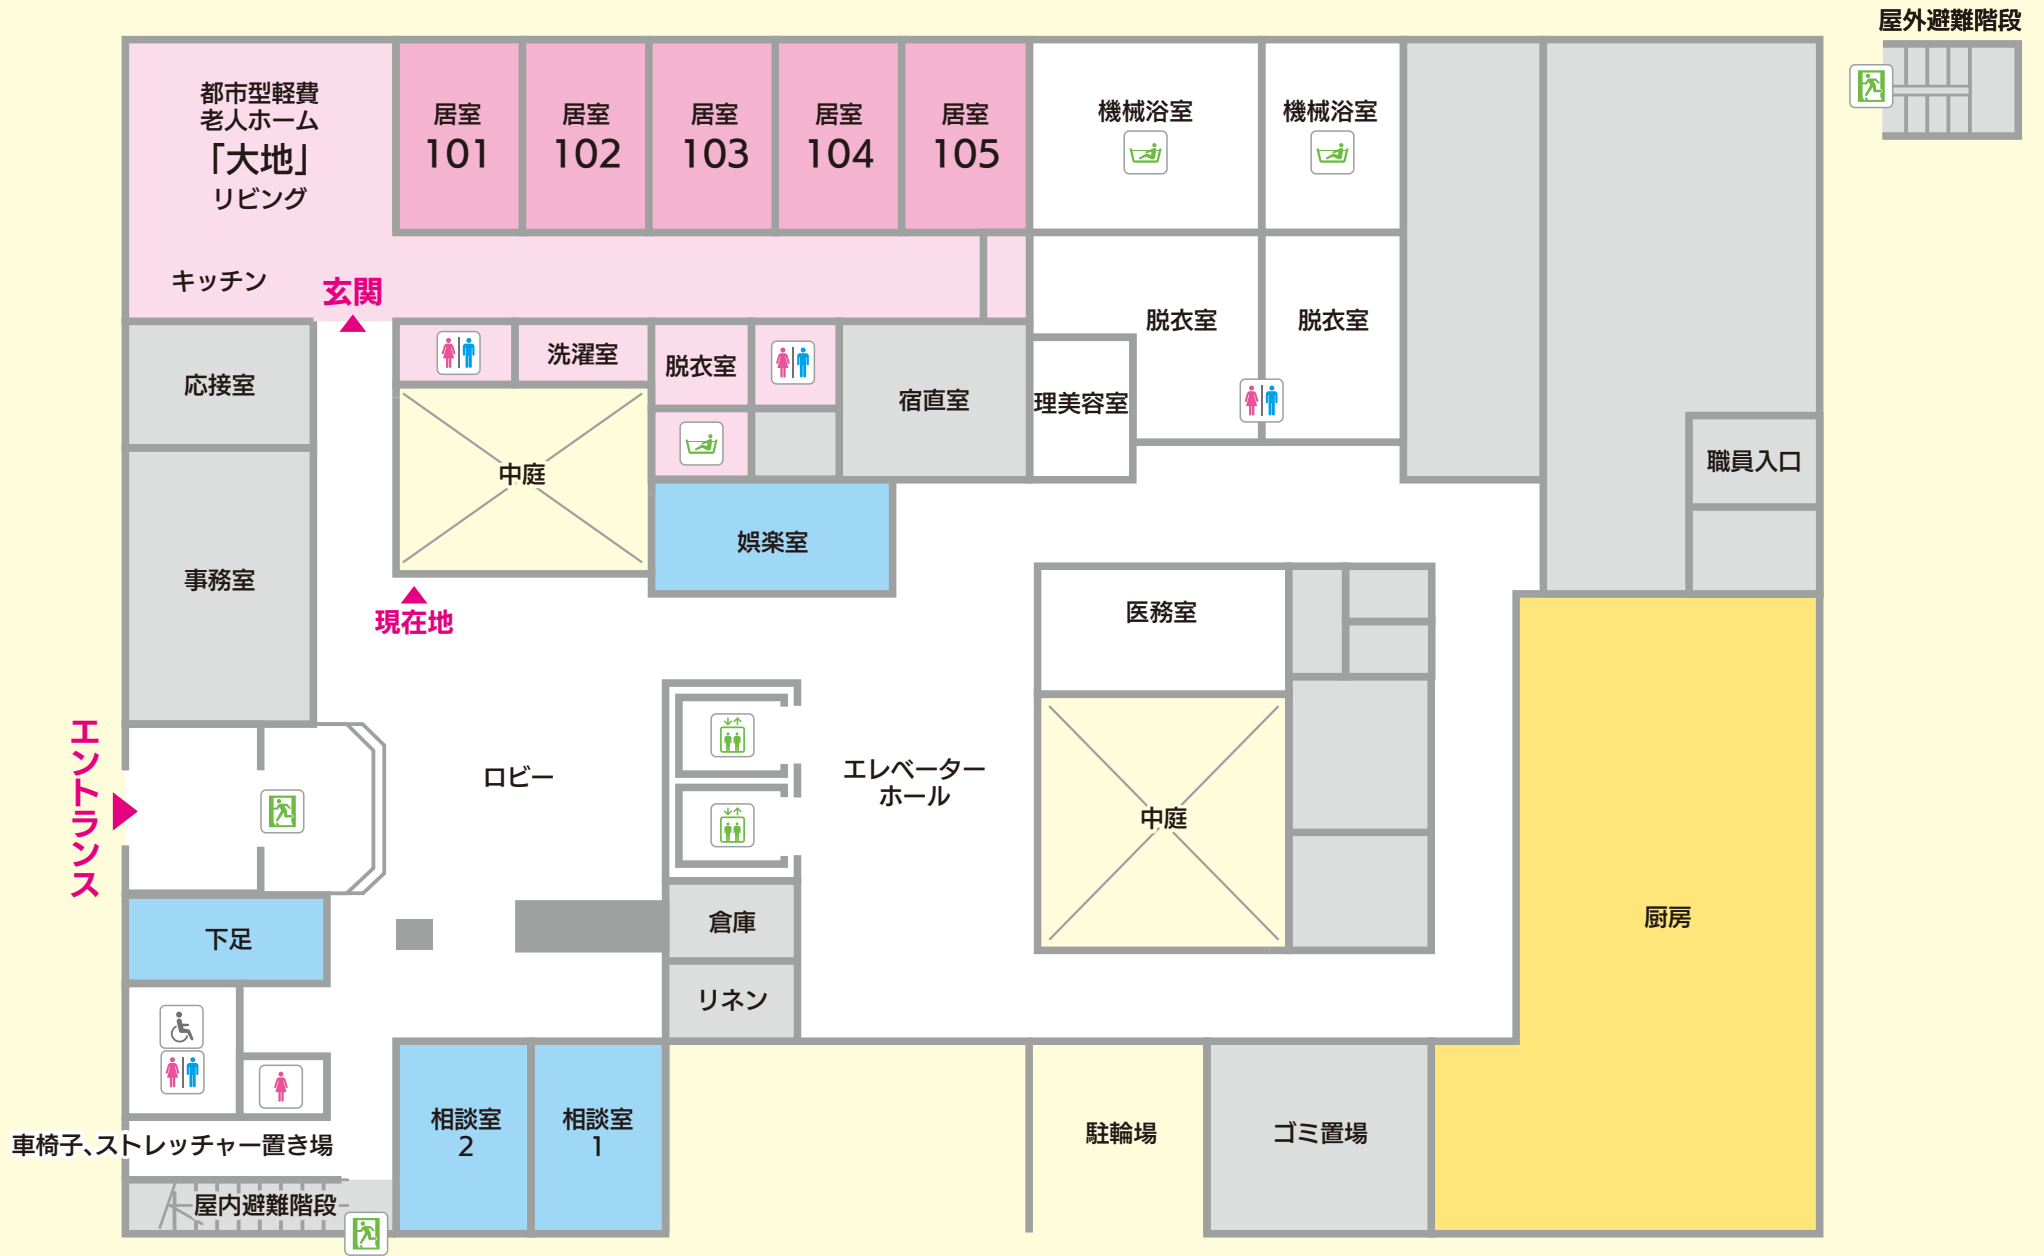 屋外避難階段
都市型軽費
老人ホーム
「大地」
リビング
居室
101
居室
102
居室
103
居室
104
居室
105
機械浴室
機械浴室
キッチン
玄関
応接室
洗濯室
脱衣室
宿直室
理美容室
脱衣室
脱衣室
中庭
職員入口
娯楽室
事務室
現在地
医務室
エントランス
ロビー
エレベーター
ホール
中庭
厨房
下足
倉庫
リネン
相談室
2
相談室
1
駐輪場
ゴミ置場
車椅子、ストレッチャー置き場
屋内避難階段